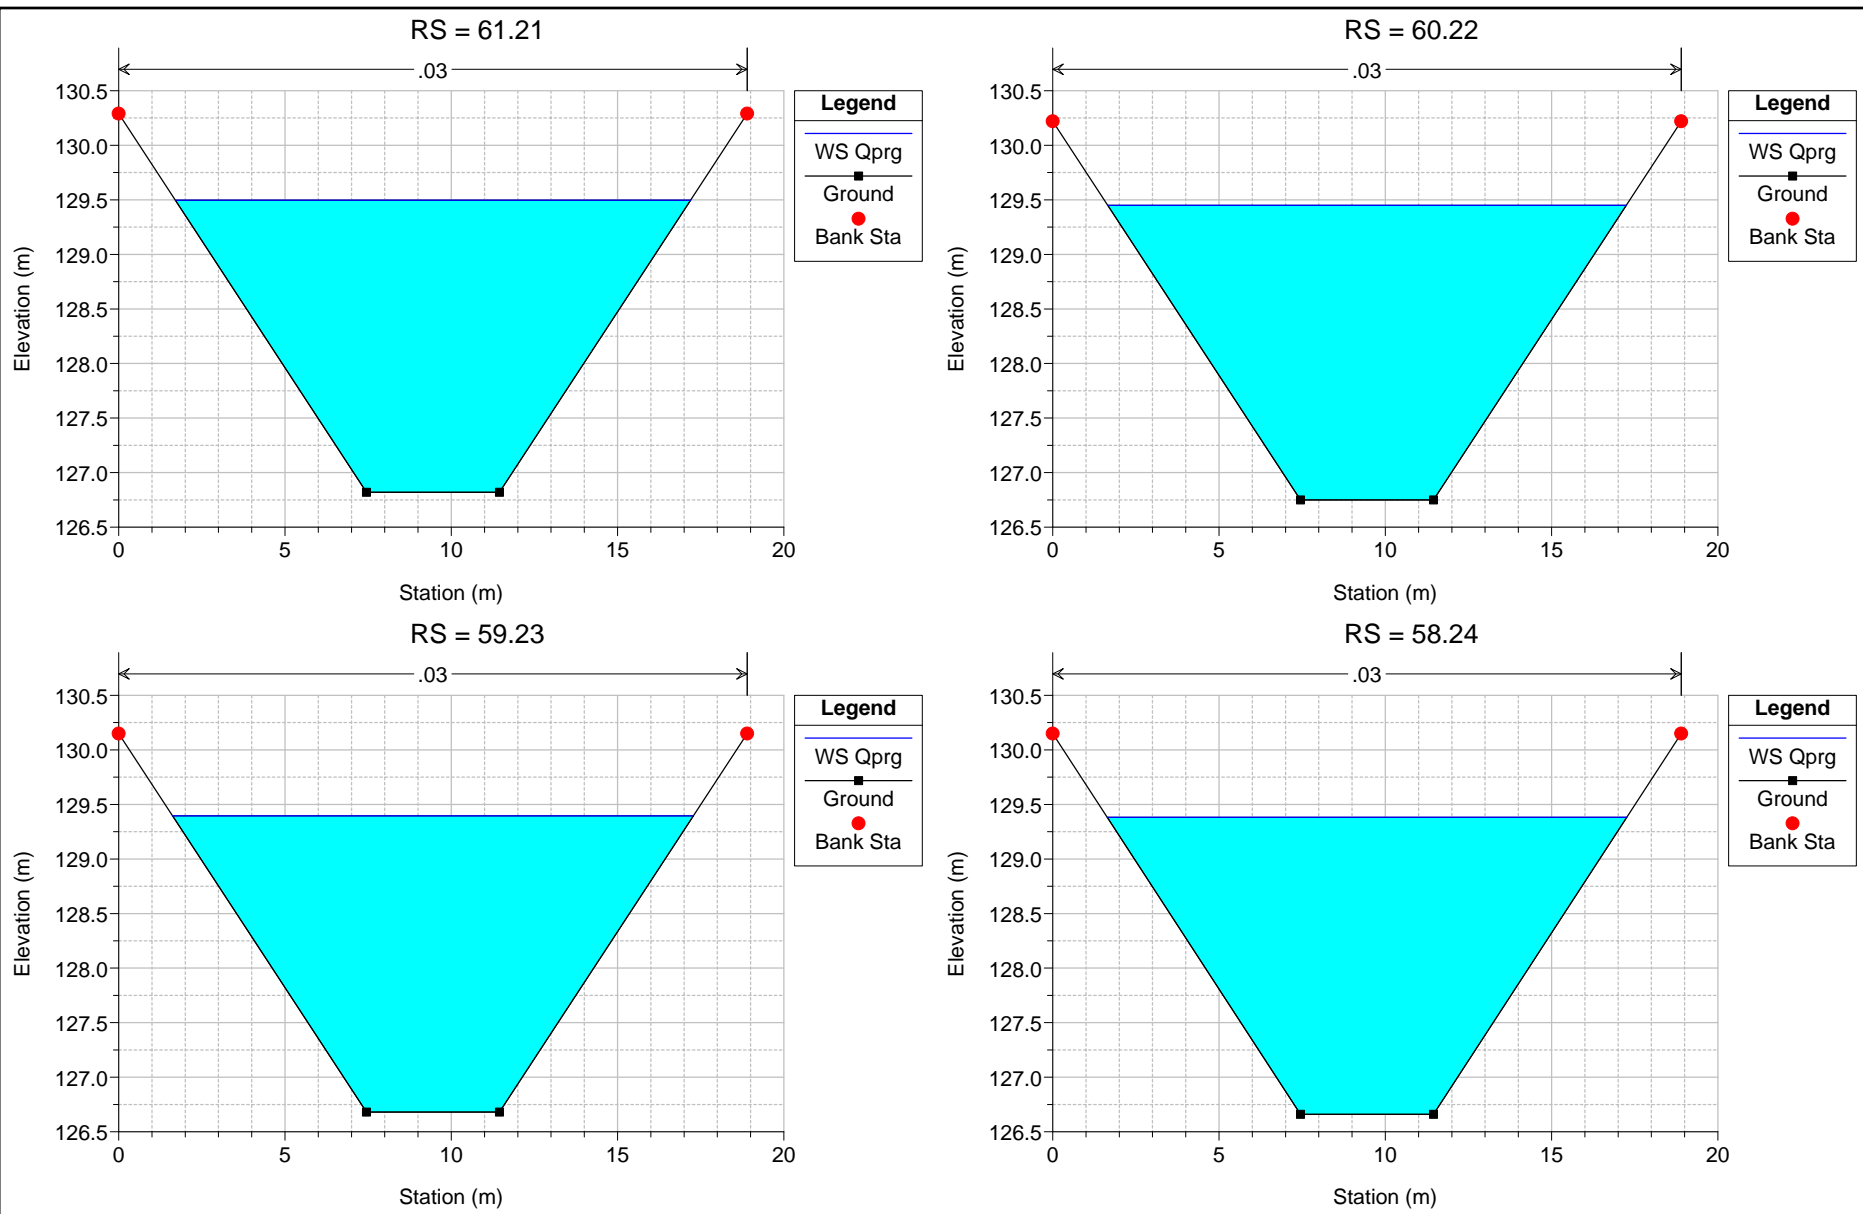 RS = 61.21
.03
130.5
130.0
129.5
129.0
128.5
128.0
127.5
127.0
126.5
0 5 10 15 20
Elevation (m)
Station (m)
Legend
WS Qprg
Ground
Bank Sta
RS = 60.22
.03
130.5
130.0
129.5
129.0
128.5
128.0
127.5
127.0
126.5
0 5 10 15 20
Elevation (m)
Station (m)
Legend
WS Qprg
Ground
Bank Sta
RS = 59.23
.03
130.5
130.0
129.5
129.0
128.5
128.0
127.5
127.0
126.5
0 5 10 15 20
Elevation (m)
Station (m)
Legend
WS Qprg
Ground
Bank Sta
RS = 58.24
.03
130.5
130.0
129.5
129.0
128.5
128.0
127.5
127.0
126.5
0 5 10 15 20
Elevation (m)
Station (m)
Legend
WS Qprg
Ground
Bank Sta